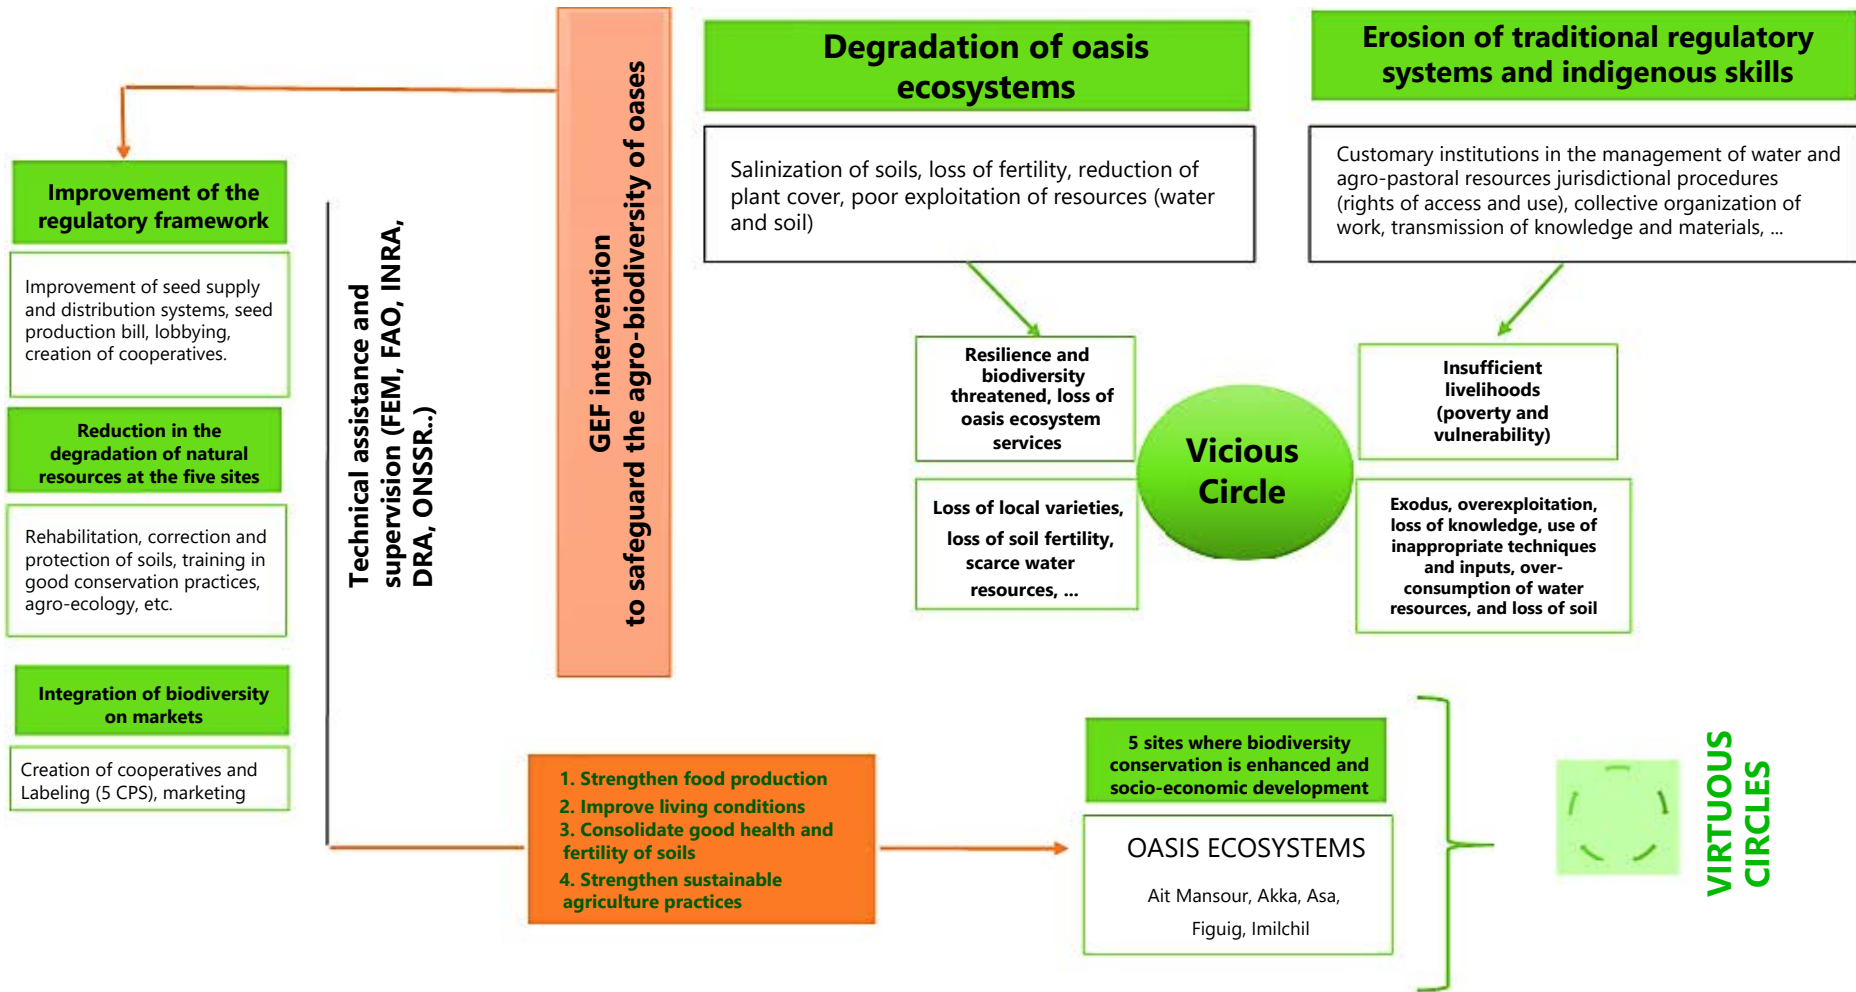 Improvement of the
regulatory framework
Improvement of seed supply
and distribution systems, seed
production bill, lobbying,
creation of cooperatives.
Reduction in the
degradation of natural
resources at the five sites
Rehabilitation, correction and
protection of soils, training in
good conservation practices,
agro-ecology, etc.
Integration of biodiversity
on markets
Creation of cooperatives and
Labeling (5 CPS), marketing
Technical assistance and
supervision (FEM, FAO, INRA,
DRA, ONSSR..)
GEF intervention
to safeguard the agro-biodiversity of oases
Degradation of oasis
ecosystems
Salinization of soils, loss of fertility, reduction of
plant cover, poor exploitation of resources (water
and soil)
Erosion of traditional regulatory
systems and indigenous skills
Customary institutions in the management of water and
agro-pastoral resources jurisdictional procedures
(rights of access and use), collective organization of
work, transmission of knowledge and materials, ...
Resilience and
biodiversity
threatened, loss of
oasis ecosystem
services
Loss of local varieties,
loss of soil fertility,
scarce water
resources, ...
Vicious
Circle
Insufficient
livelihoods
(poverty and
vulnerability)
Exodus, overexploitation,
loss of knowledge, use of
inappropriate techniques
and inputs, over-
consumption of water
resources, and loss of soil
1. Strengthen food production
2. Improve living conditions
3. Consolidate good health and
fertility of soils
4. Strengthen sustainable
agriculture practices
5 sites where biodiversity
conservation is enhanced and
socio-economic development
OASIS ECOSYSTEMS
Ait Mansour, Akka, Asa,
Figuig, Imilchil
VIRTUOUS
CIRCLES